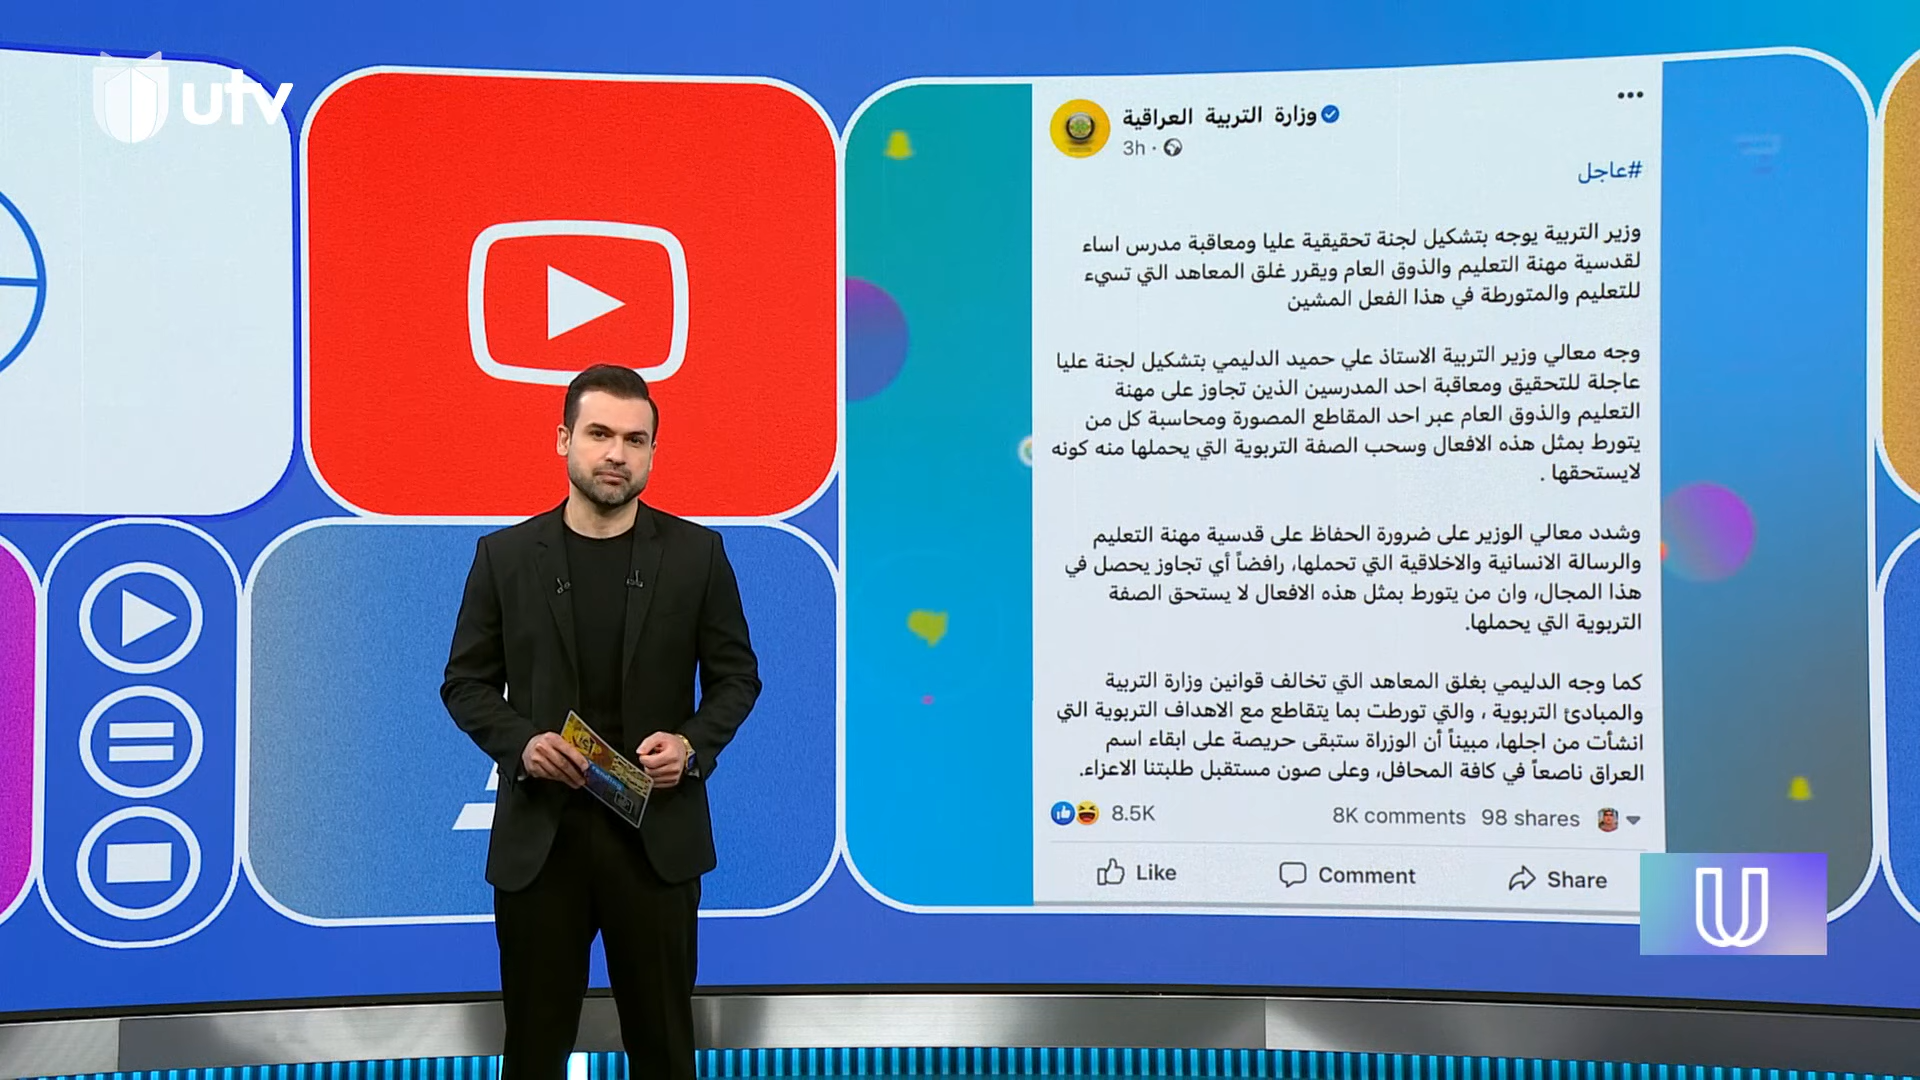 utv
وزارة التربية العراقية
3h
#عاجل
وزير التربية يوجه بتشكيل لجنة تحقيقية عليا ومعاقبة مدرس اساء
لقدسية مهنة التعليم والذوق العام ويقرر غلق المعاهد التي تسيء
للتعليم والمتورطة في هذا الفعل المشين
وجه معالي وزير التربية الاستاذ علي حميد الدليمي بتشكيل لجنة عليا
عاجلة للتحقيق ومعاقبة احد المدرسين الذين تجاوز على مهنة
التعليم والذوق العام عبر احد المقاطع المصورة ومحاسبة كل من
يتورط بمثل هذه الافعال وسحب الصفة التربوية التي يحملها منه كونه
لايستحقها .
وشدد معالي الوزير على ضرورة الحفاظ على قدسية مهنة التعليم
والرسالة الانسانية والاخلاقية التي تحملها، رافضاً أي تجاوز يحصل في
هذا المجال، وان من يتورط بمثل هذه الافعال لا يستحق الصفة
التربوية التي يحملها.
كما وجه الدليمي بغلق المعاهد التي تخالف قوانين وزارة التربية
والمبادئ التربوية ، والتي تورطت بما يتقاطع مع الاهداف التربوية التي
انشأت من اجلها، مبيناً أن الوزراة ستبقى حريصة على ابقاء اسم
العراق ناصعاً في كافة المحافل، وعلى صون مستقبل طلبتنا الاعزاء.
8.5K 8K comments 98 shares
Like Comment Share
U